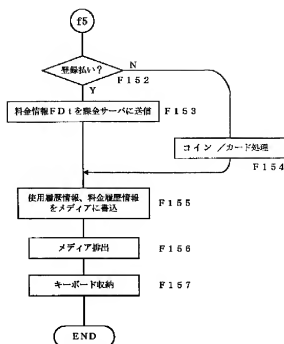 f5
登録払い？
N
F152
Y
料金情報FDtを課金サーバに送信
F153
コイン／カード処理
F154
使用履歴情報、料金履歴情報
をメディアに書込
F155
メディア排出
F156
キーボード収納
F157
END